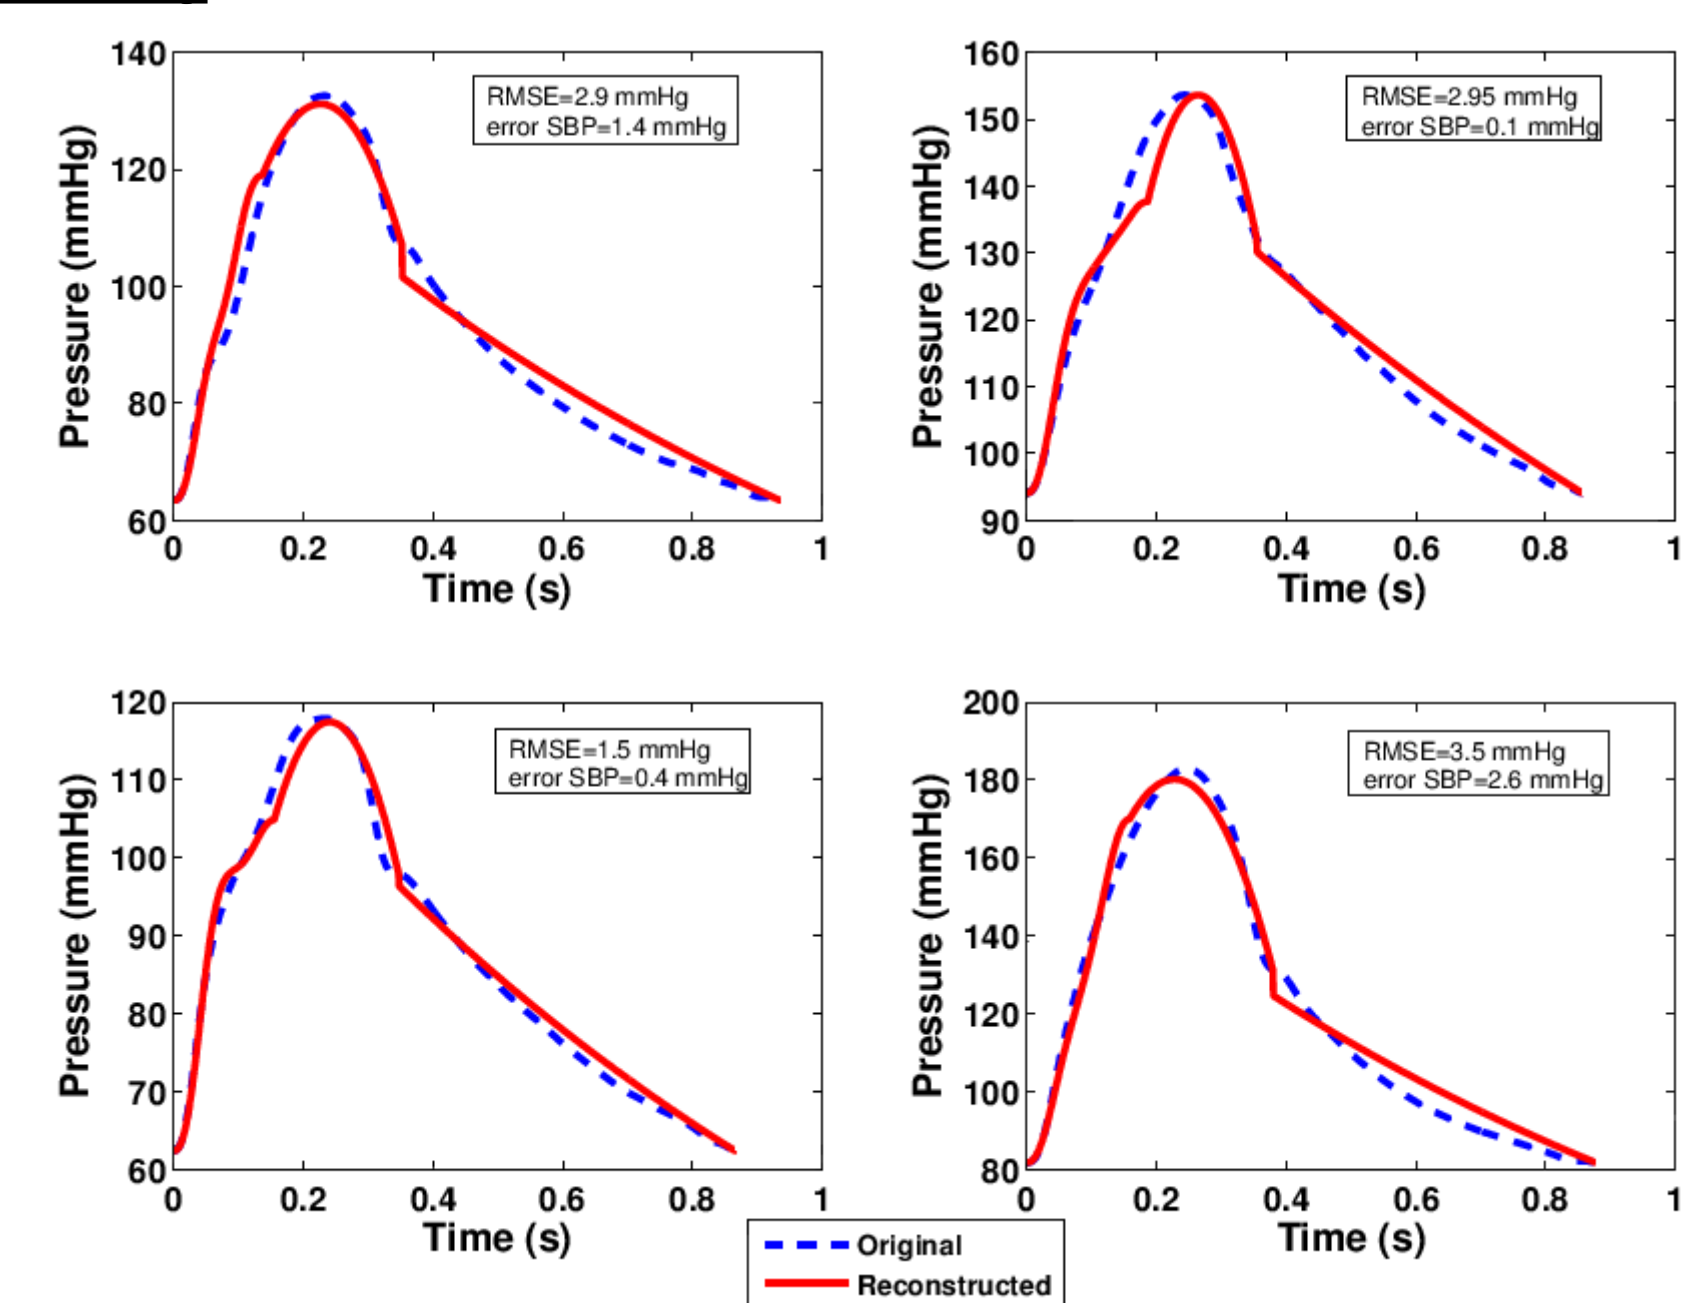 140
120
100
80
60
0 0.2 0.4 0.6 0.8 1
Pressure (mmHg)
Time (s)
RMSE=2.9 mmHg
error SBP=1.4 mmHg
160
150
140
130
120
110
100
90
0 0.2 0.4 0.6 0.8 1
Pressure (mmHg)
Time (s)
RMSE=2.95 mmHg
error SBP=0.1 mmHg
120
110
100
90
80
70
60
0 0.2 0.4 0.6 0.8 1
Pressure (mmHg)
Time (s)
RMSE=1.5 mmHg
error SBP=0.4 mmHg
200
180
160
140
120
100
80
0 0.2 0.4 0.6 0.8 1
Pressure (mmHg)
Time (s)
RMSE=3.5 mmHg
error SBP=2.6 mmHg
Original
Reconstructed